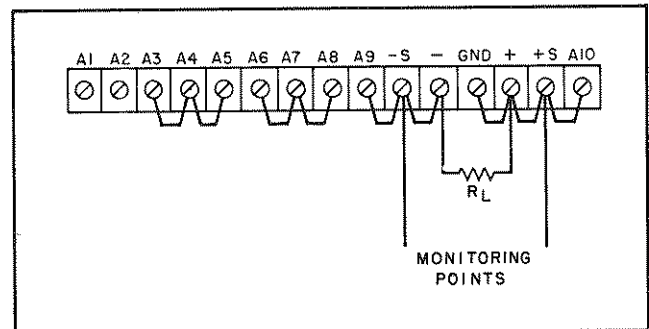 A1 A2 A3 A4 A5 A6 A7 A8 A9 -S - GND + +S A10
RL
MONITORING
POINTS